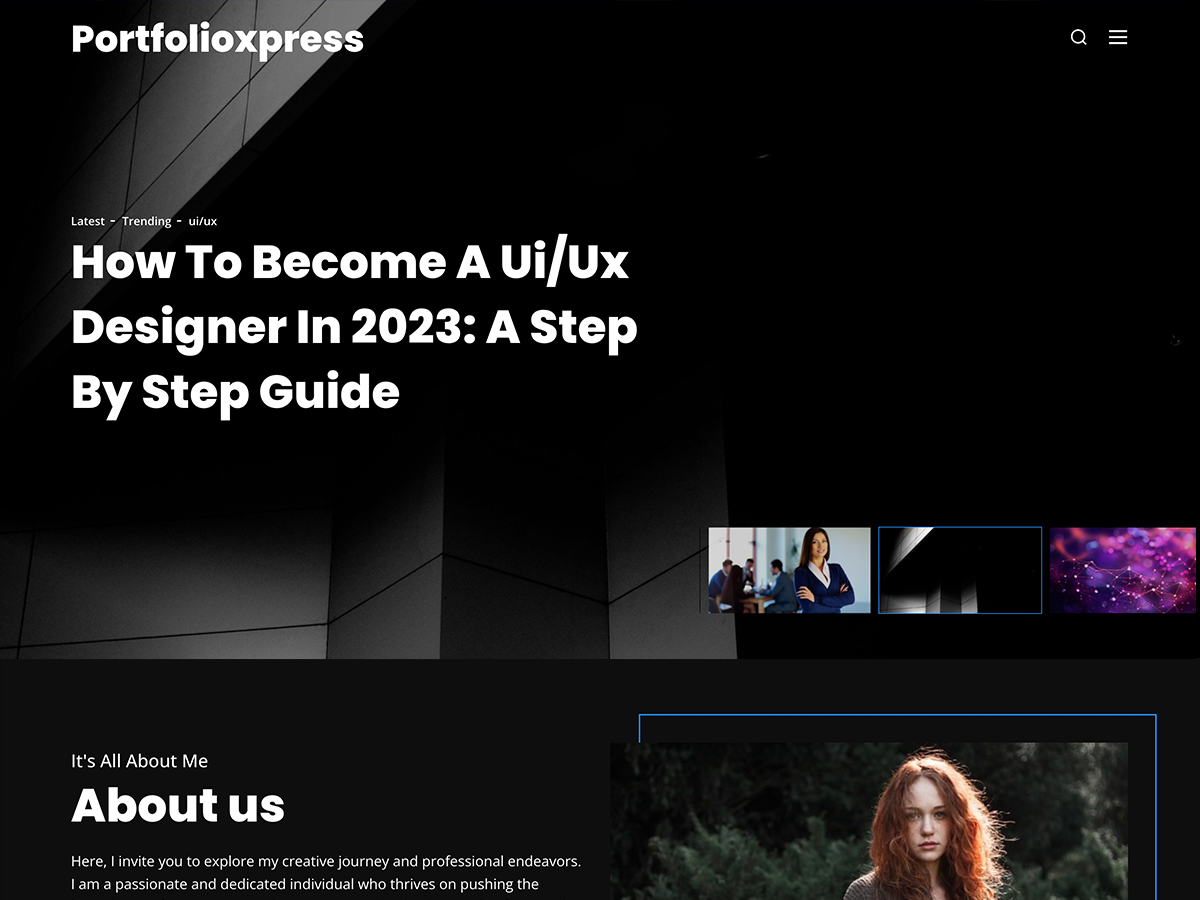 Portfolioxpress
Latest - Trending - ui/ux
How To Become A Ui/Ux
Designer In 2023: A Step
By Step Guide
It's All About Me
About us
Here, I invite you to explore my creative journey and professional endeavors.
I am a passionate and dedicated individual who thrives on pushing the